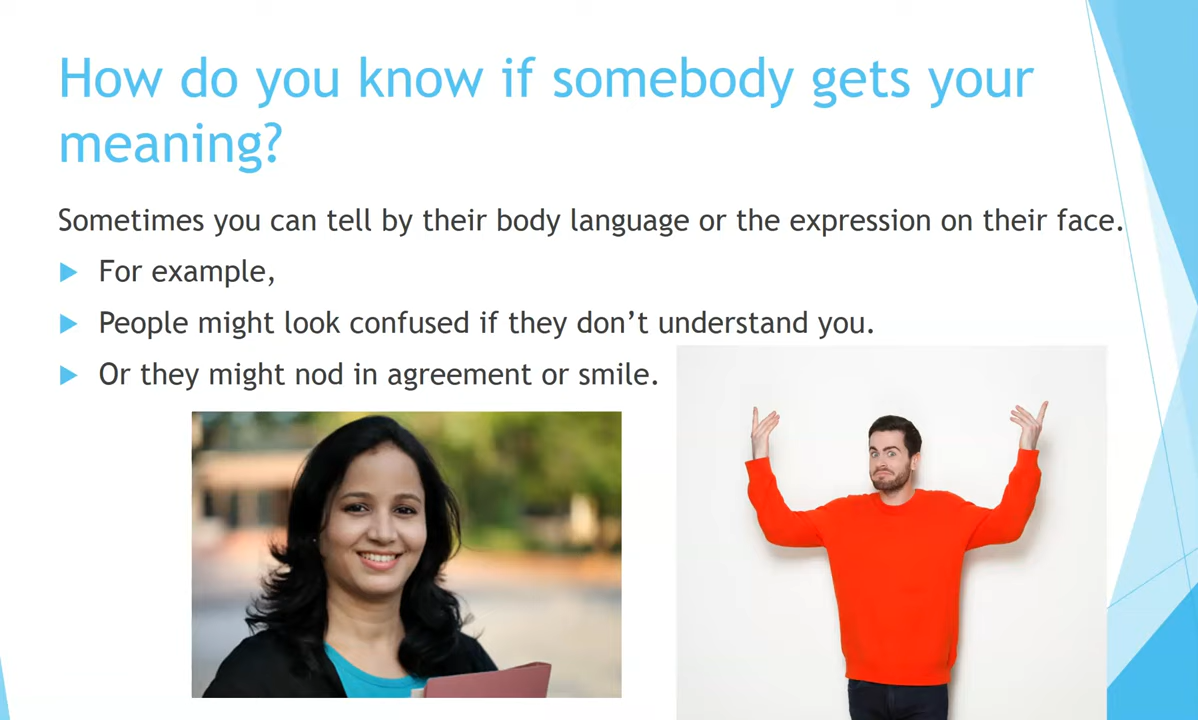 How do you know if somebody gets your
meaning?
Sometimes you can tell by their body language or the expression on their face.
For example,
People might look confused if they don’t understand you.
Or they might nod in agreement or smile.